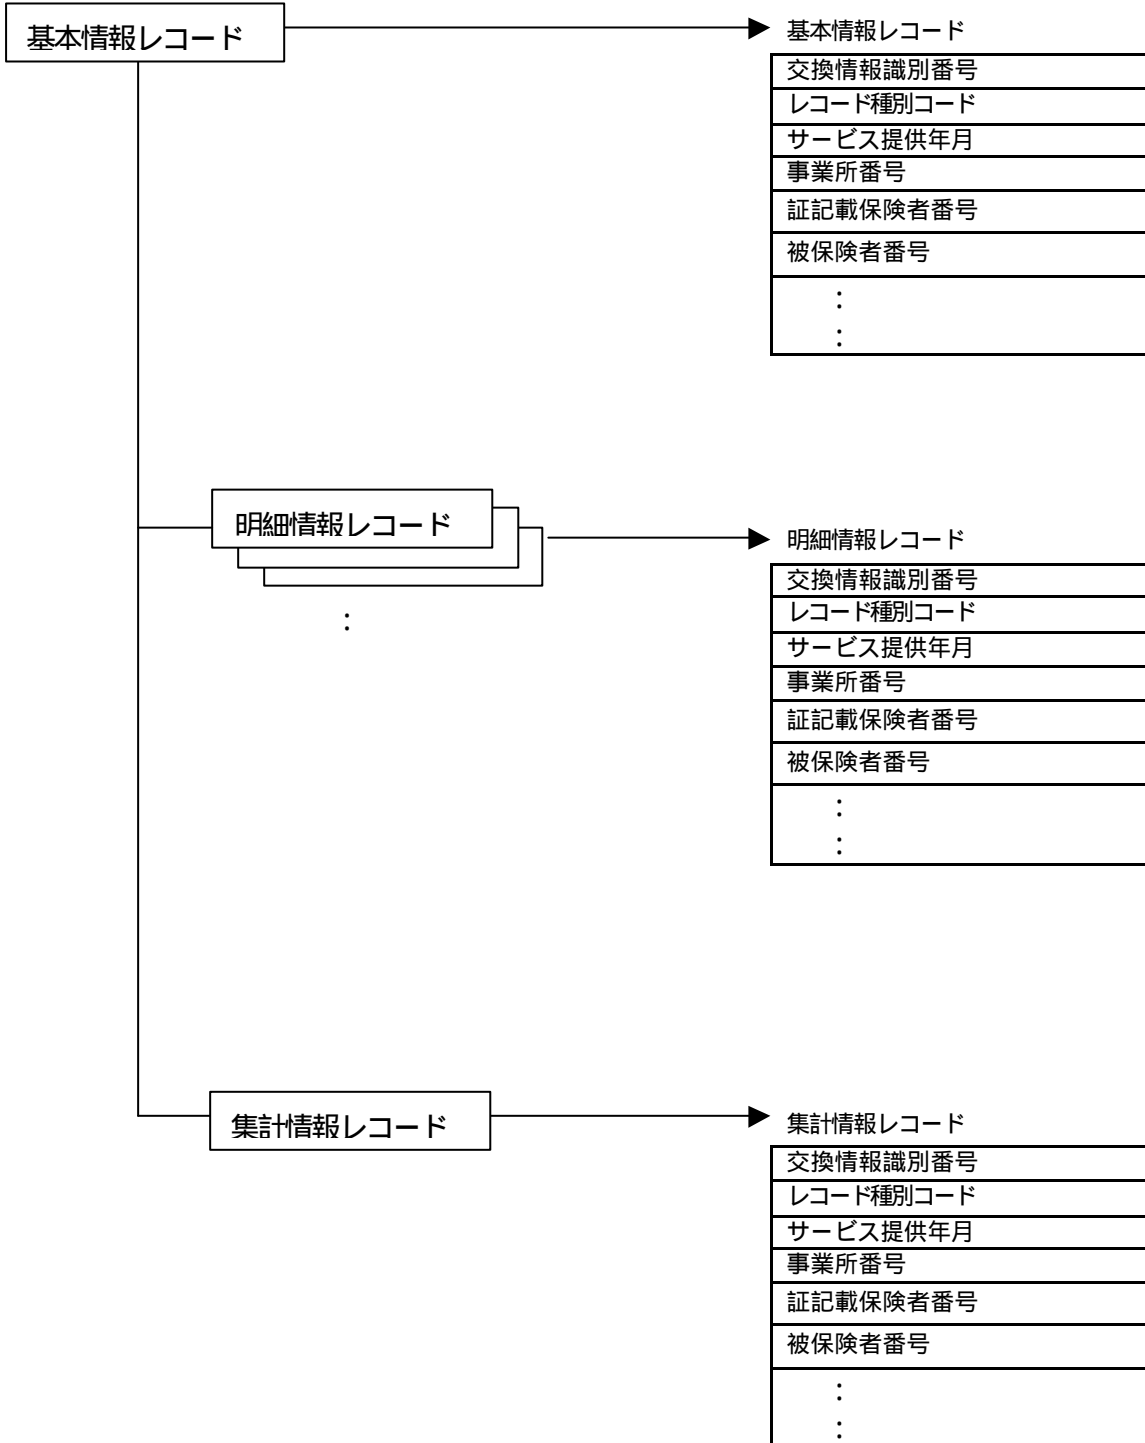 基本情報レコード
基本情報レコード
交換情報識別番号
レコード種別コード
サービス提供年月
事業所番号
証記載保険者番号
被保険者番号
：
：
明細情報レコード
：
明細情報レコード
交換情報識別番号
レコード種別コード
サービス提供年月
事業所番号
証記載保険者番号
被保険者番号
：
：
集計情報レコード
集計情報レコード
交換情報識別番号
レコード種別コード
サービス提供年月
事業所番号
証記載保険者番号
被保険者番号
：
：